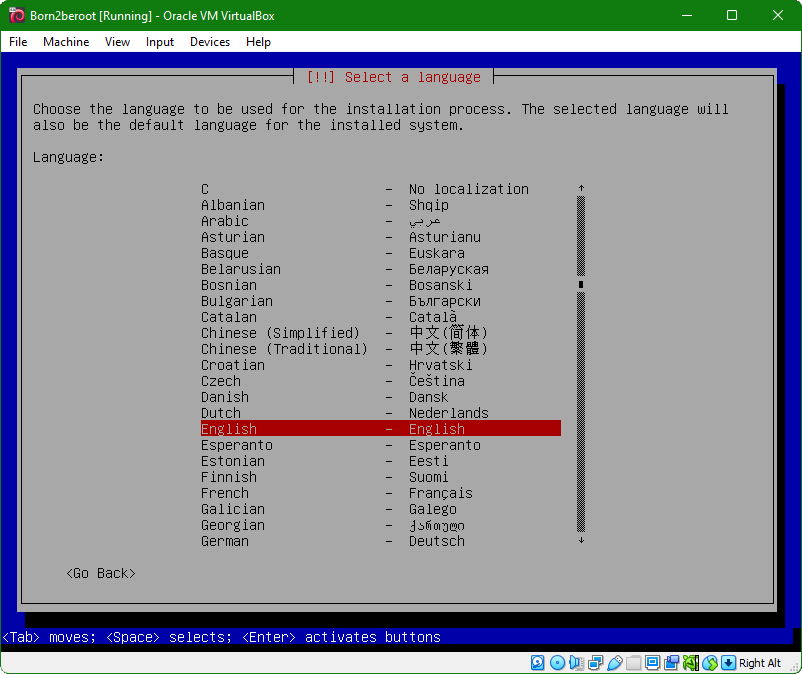 Born2beroot [Running] - Oracle VM VirtualBox
File Machine View Input Devices Help
[!!] Select a language
Choose the language to be used for the installation process. The selected language will
also be the default language for the installed system.
Language:
C - No localization
Albanian - Shqip
Arabic - عربي
Asturian - Asturianu
Basque - Euskara
Belarusian - Беларуская
Bosnian - Bosanski
Bulgarian - Български
Catalan - Català
Chinese (Simplified) - 中文(简体)
Chinese (Traditional) - 中文(繁體)
Croatian - Hrvatski
Czech - Čeština
Danish - Dansk
Dutch - Nederlands
English - English
Esperanto - Esperanto
Estonian - Eesti
Finnish - Suomi
French - Français
Galician - Galego
Georgian - ქართული
German - Deutsch
<Go Back>
<Tab> moves; <Space> selects; <Enter> activates buttons
Right Alt